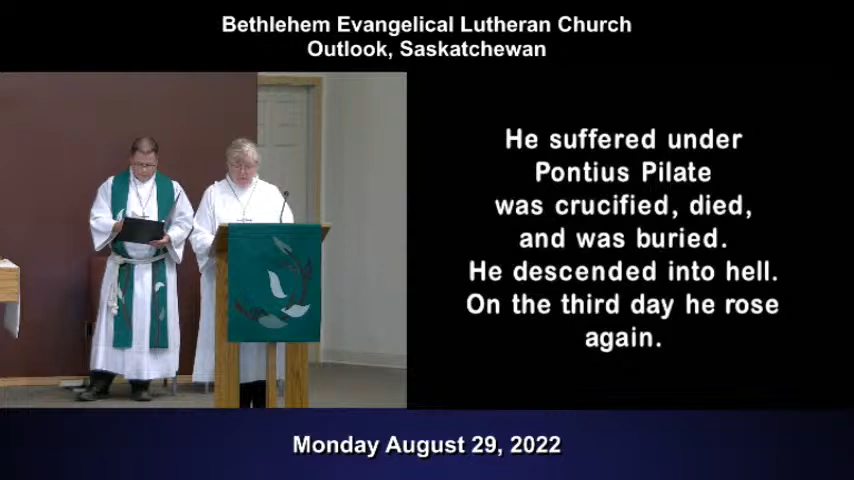 Bethlehem Evangelical Lutheran Church
Outlook, Saskatchewan
He suffered under
Pontius Pilate
was crucified, died,
and was buried.
He descended into hell.
On the third day he rose
again.
Monday August 29, 2022